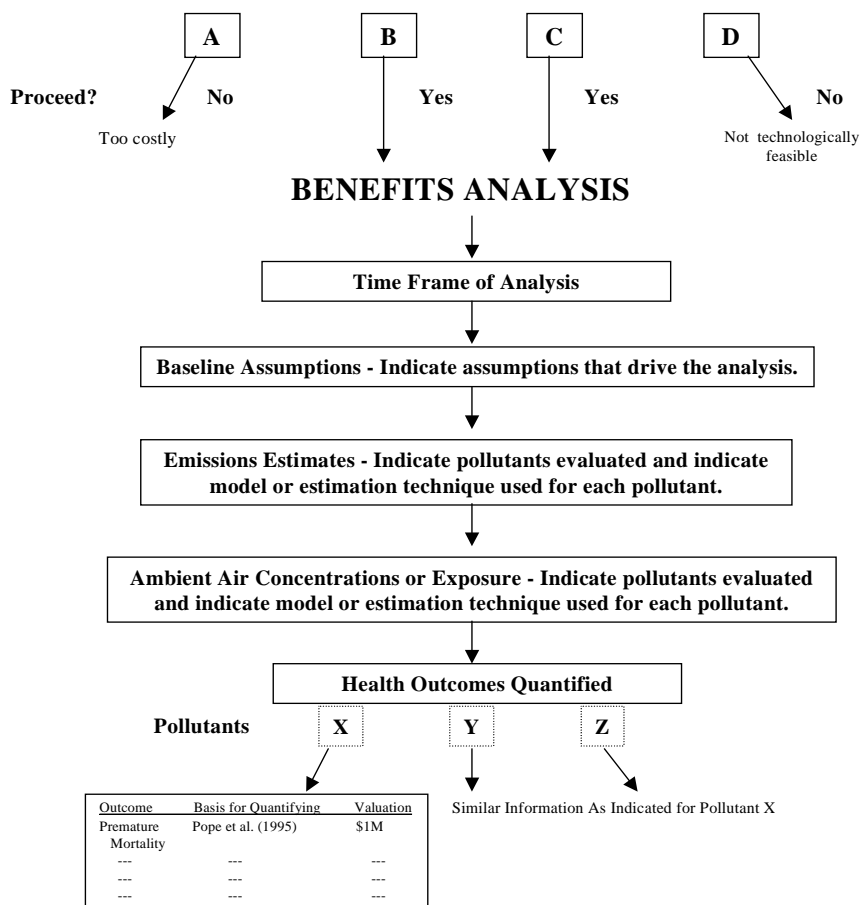 A B C D
Proceed? No Yes Yes No
Too costly
Not technologically
feasible
BENEFITS ANALYSIS
Time Frame of Analysis
Baseline Assumptions - Indicate assumptions that drive the analysis.
Emissions Estimates - Indicate pollutants evaluated and indicate
model or estimation technique used for each pollutant.
Ambient Air Concentrations or Exposure - Indicate pollutants evaluated
and indicate model or estimation technique used for each pollutant.
Health Outcomes Quantified
Pollutants X Y Z
Outcome Basis for Quantifying Valuation
Premature Pope et al. (1995) $1M
Mortality
--- --- ---
--- --- ---
--- --- ---
Similar Information As Indicated for Pollutant X